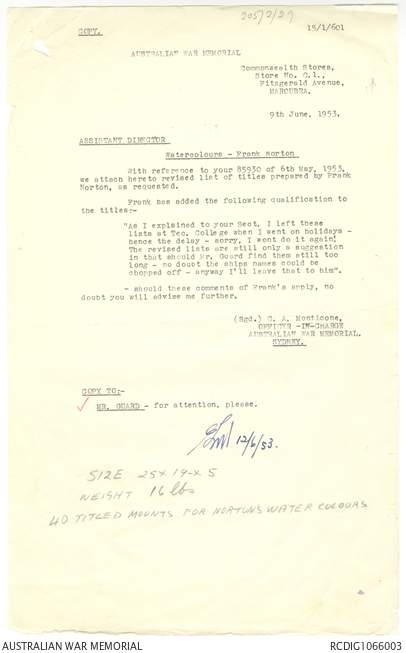 205/2/29
COPY.
15/1/601
AUSTRALIAN WAR MEMORIAL
Commonwealth Stores,
Store No. C.1.,
Fitzgerald Avenue,
MAROUBRA.
9th June, 1953.
ASSISTANT DIRECTOR
Watercolours - Frank Norton
With reference to your 85930 of 6th May, 1953,
we attach hereto revised list of titles prepared by Frank
Norton, as requested.
Frank has added the following qualification to
the titles:-
"As I explained to your Sect. I left these
lists at Tec. College when I went on holidays -
hence the delay - sorry, I wont do it again!
The revised lists are still only a suggestion
in that should Mr. Guard find them still too
long - no doubt the ships names could be
chopped off - anyway I'll leave that to him".
- should these comments of Frank's apply, no
doubt you will advise me further.
(Sgd.) C. A. Monticone,
OFFICER -IN-CHARGE
AUSTRALIAN WAR MEMORIAL.
SYDNEY.
COPY TO:-
MR. GUARD - for attention, please.
12/6/53.
SIZE 25 x 19 x 5
WEIGHT 16 lbs
40 TITLED MOUNTS FOR NORTONS WATER COLOURS
AUSTRALIAN WAR MEMORIAL
RCDIG1066003